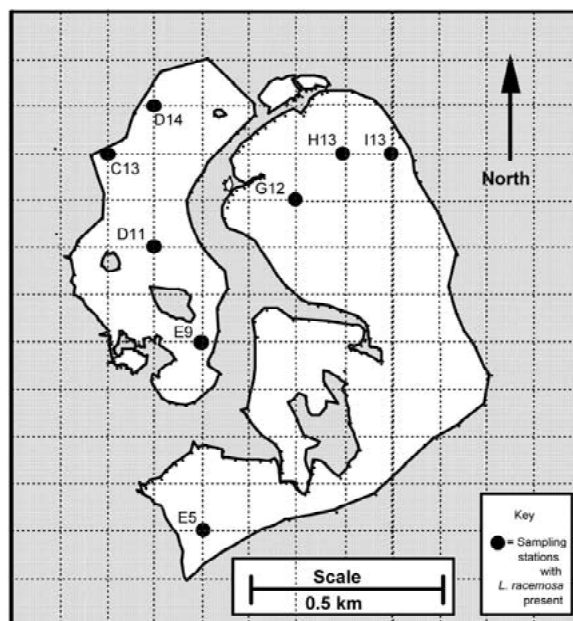 D14
C13
H13
I13
G12
North
D11
E9
E5
Key
= Sampling
stations
with
L. racemosa
present
Scale
0.5 km